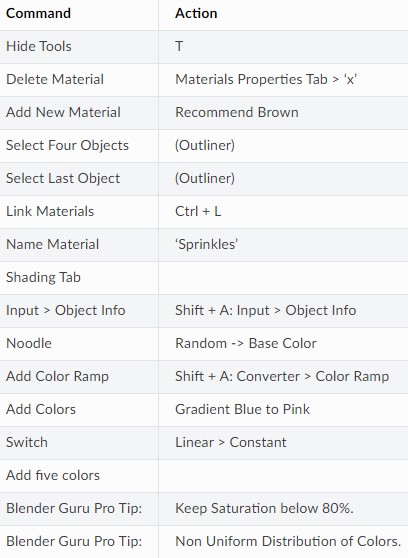 Command Action
Hide Tools T
Delete Material Materials Properties Tab > ‘x’
Add New Material Recommend Brown
Select Four Objects (Outliner)
Select Last Object (Outliner)
Link Materials Ctrl + L
Name Material ‘Sprinkles’
Shading Tab
Input > Object Info Shift + A: Input > Object Info
Noodle Random -> Base Color
Add Color Ramp Shift + A: Converter > Color Ramp
Add Colors Gradient Blue to Pink
Switch Linear > Constant
Add five colors
Blender Guru Pro Tip: Keep Saturation below 80%.
Blender Guru Pro Tip: Non Uniform Distribution of Colors.